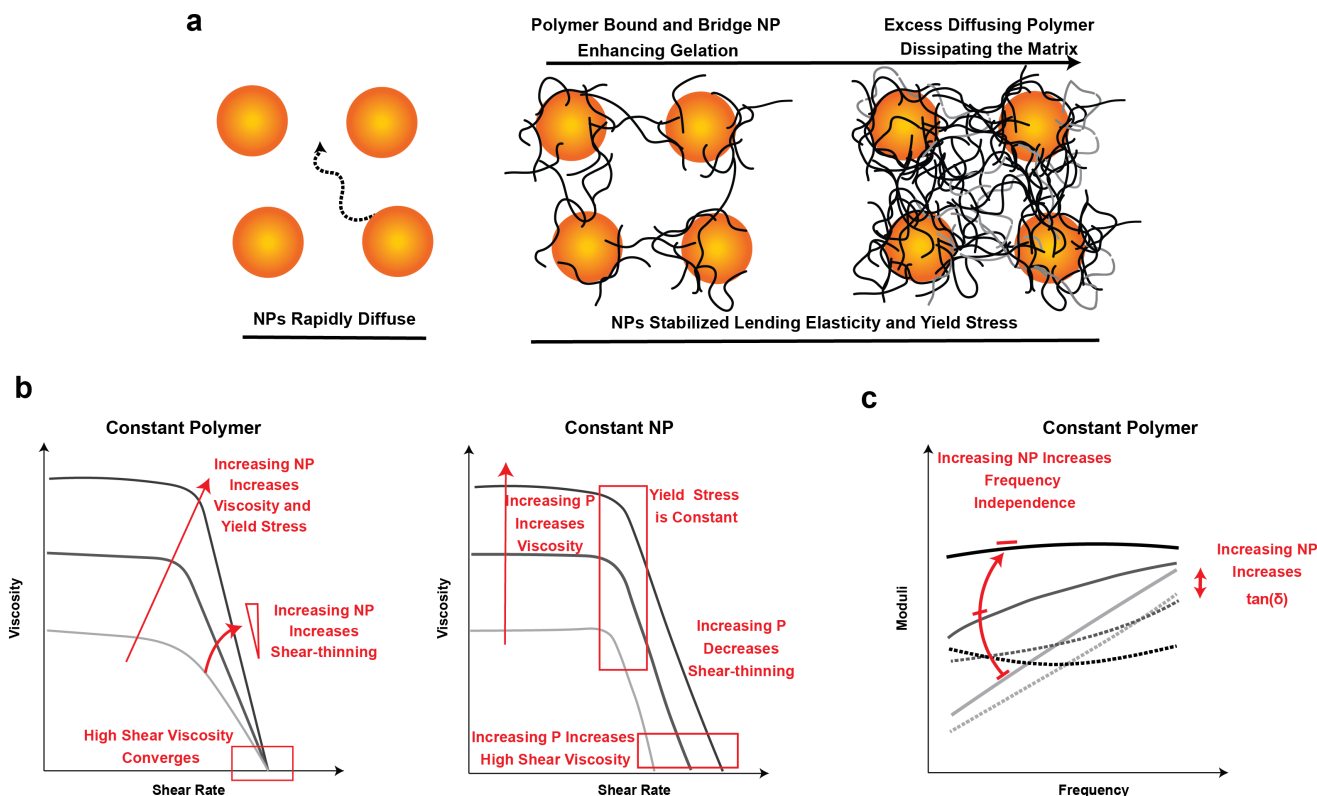 a
Polymer Bound and Bridge NP
Enhancing Gelation
Excess Diffusing Polymer
Dissipating the Matrix
NPs Rapidly Diffuse
NPs Stabilized Lending Elasticity and Yield Stress
b
Constant Polymer
Viscosity
Increasing NP
Increases
Viscosity and
Yield Stress
Increasing NP
Increases
Shear-thinning
High Shear Viscosity
Converges
Shear Rate
Constant NP
Viscosity
Increasing P
Increases
Viscosity
Yield Stress
is Constant
Increasing P
Decreases
Shear-thinning
Increasing P Increases
High Shear Viscosity
Shear Rate
c
Constant Polymer
Increasing NP Increases
Frequency
Independence
Moduli
Increasing NP
Increases
tan(δ)
Frequency